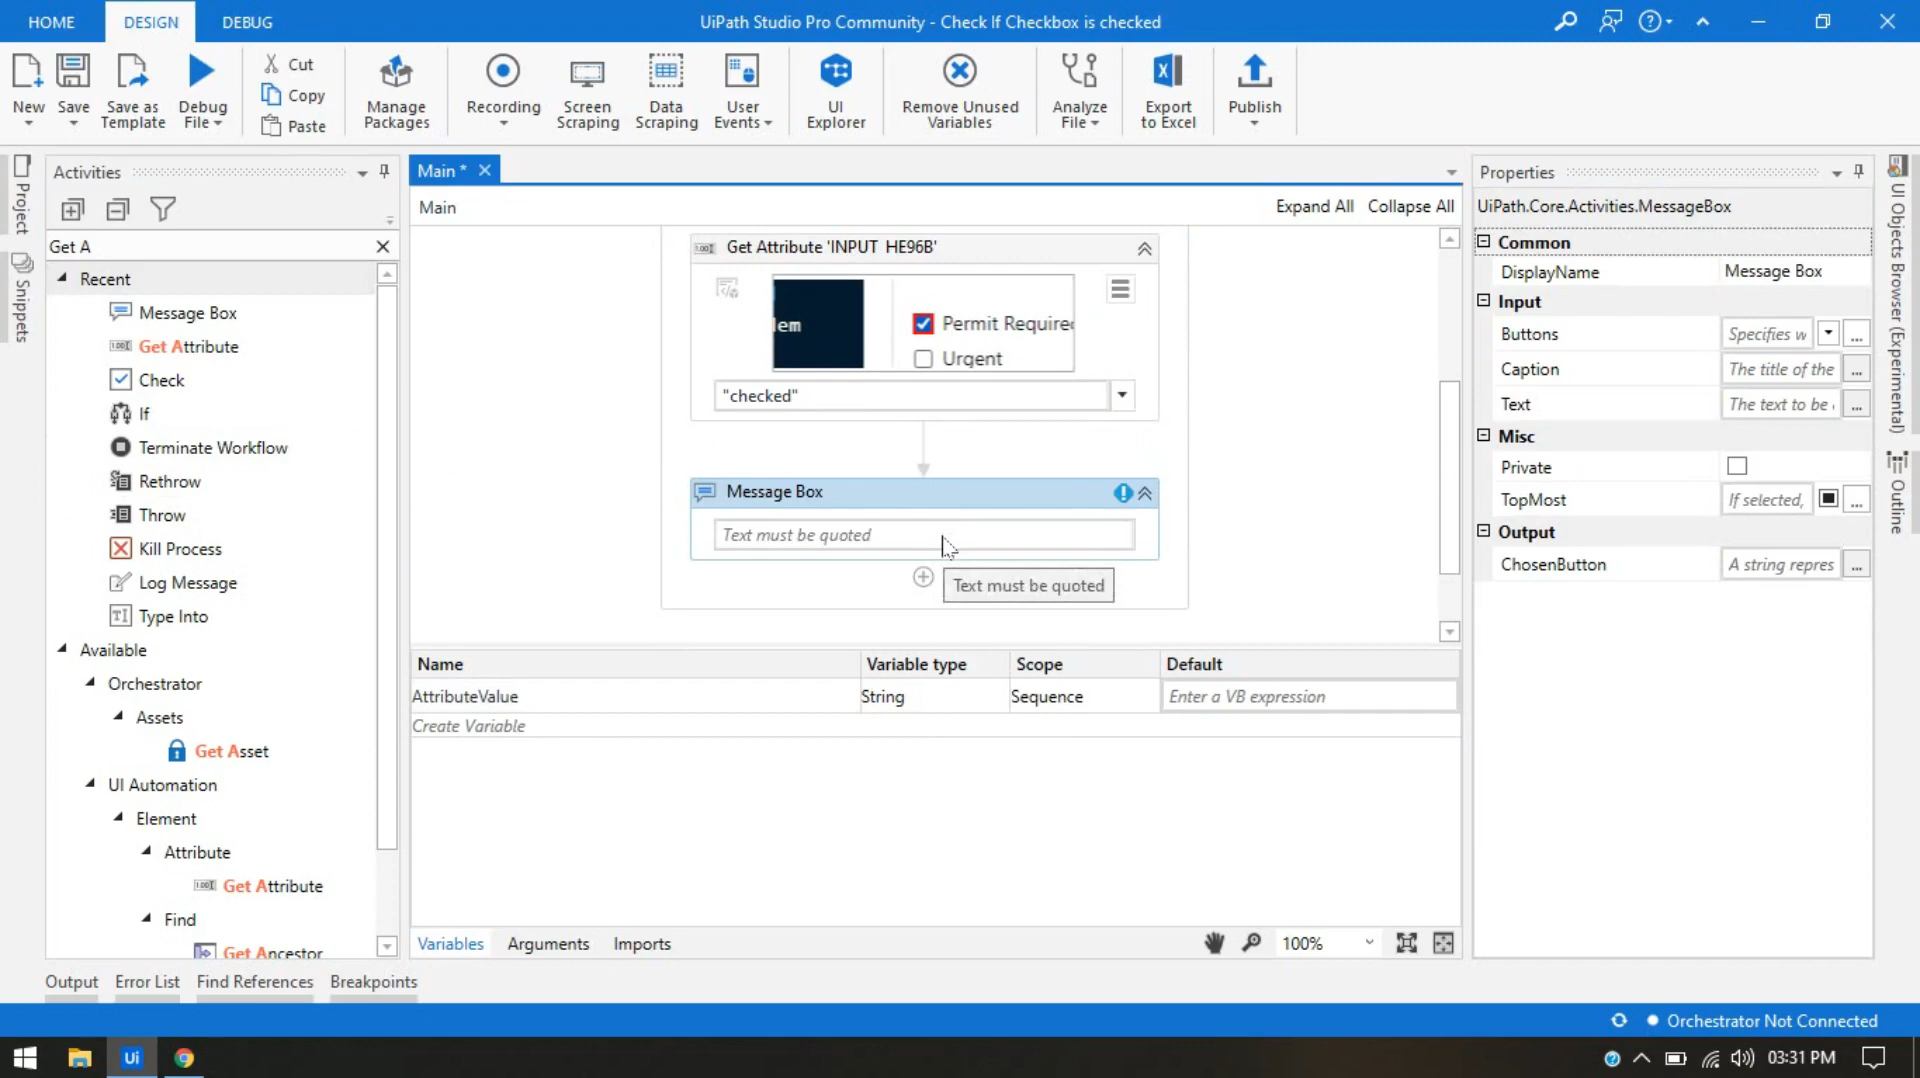 HOME
DESIGN
DEBUG
UiPath Studio Pro Community - Check If Checkbox is checked
New
Save
Save as
Template
Debug
File
Cut
Copy
Paste
Manage
Packages
Recording
Screen
Scraping
Data
Scraping
User
Events
UI
Explorer
Remove Unused
Variables
Analyze
File
Export
to Excel
Publish
Project
Snippets
Activities
Get A
Recent
Message Box
Get Attribute
Check
If
Terminate Workflow
Rethrow
Throw
Kill Process
Log Message
Type Into
Available
Orchestrator
Assets
Get Asset
UI Automation
Element
Attribute
Get Attribute
Find
Get Ancestor
Main *
Main
Expand All
Collapse All
Get Attribute 'INPUT HE96B'
lem
Permit Require
Urgent
"checked"
Message Box
Text must be quoted
Text must be quoted
Name
Variable type
Scope
Default
AttributeValue
String
Sequence
Enter a VB expression
Create Variable
Variables
Arguments
Imports
100%
Properties
UiPath.Core.Activities.MessageBox
Common
DisplayName
Message Box
Input
Buttons
Specifies w
...
Caption
The title of the
...
Text
The text to be
...
Misc
Private
TopMost
If selected,
...
Output
ChosenButton
A string repres
...
UI Objects Browser (Experimental)
Outline
Output
Error List
Find References
Breakpoints
Orchestrator Not Connected
Ui
03:31 PM